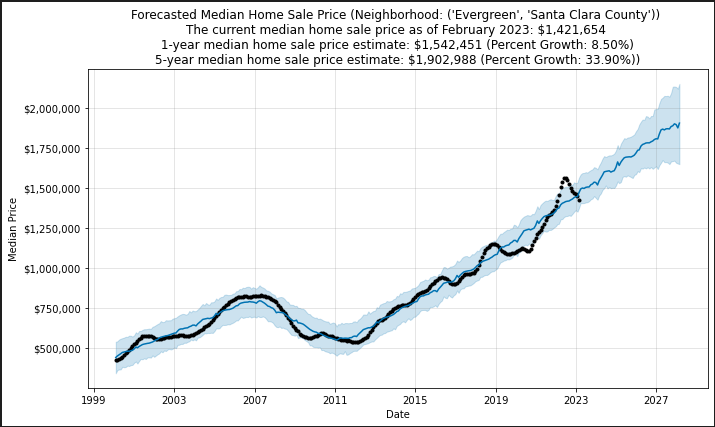 Forecasted Median Home Sale Price (Neighborhood: ('Evergreen', 'Santa Clara County'))
The current median home sale price as of February 2023: $1,421,654
1-year median home sale price estimate: $1,542,451 (Percent Growth: 8.50%)
5-year median home sale price estimate: $1,902,988 (Percent Growth: 33.90%))
Median Price
$2,000,000
$1,750,000
$1,500,000
$1,250,000
$1,000,000
$750,000
$500,000
1999 2003 2007 2011 2015 2019 2023 2027
Date